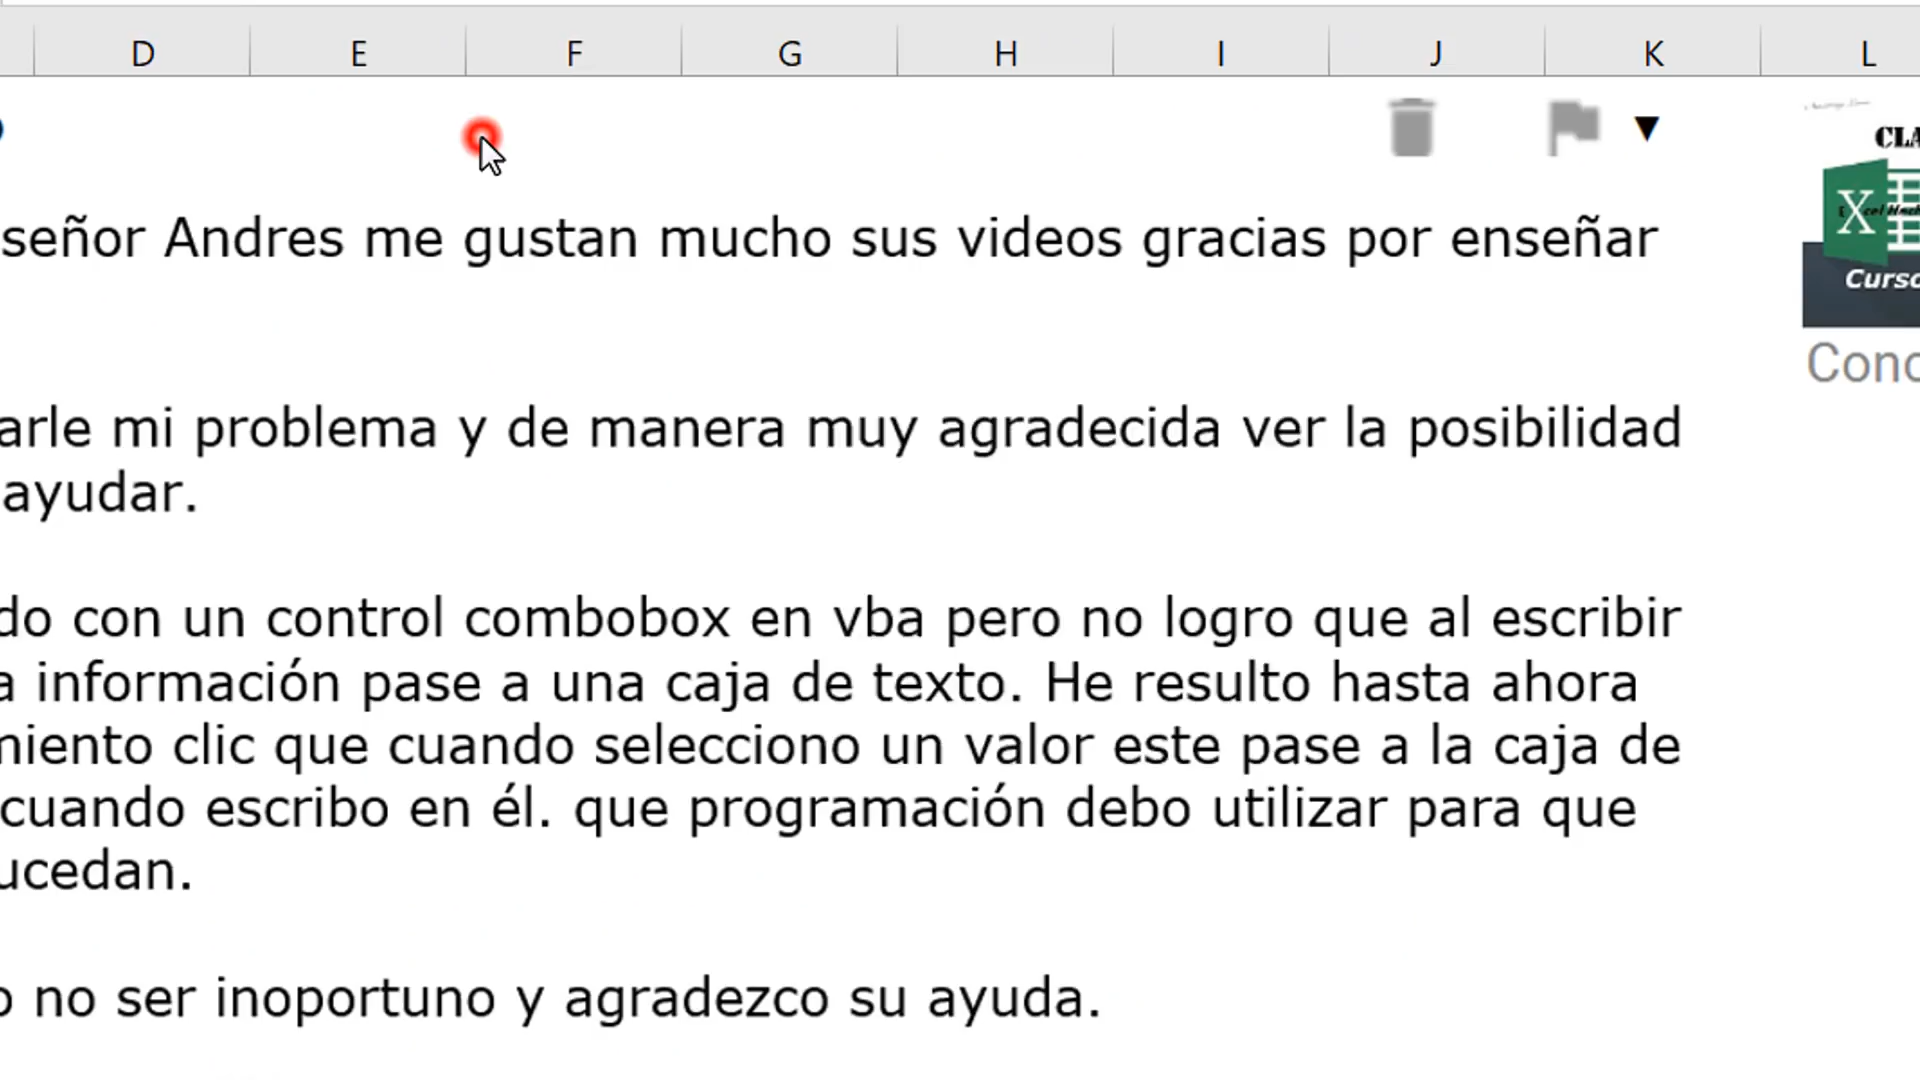 D E F G H I J K L
CLA
señor Andres me gustan mucho sus videos gracias por enseñar
X
Curso
Conc
arle mi problema y de manera muy agradecida ver la posibilidad
ayudar.
do con un control combobox en vba pero no logro que al escribir
a información pase a una caja de texto. He resulto hasta ahora
miento clic que cuando selecciono un valor este pase a la caja de
cuando escribo en él. que programación debo utilizar para que
ucedan.
o no ser inoportuno y agradezco su ayuda.